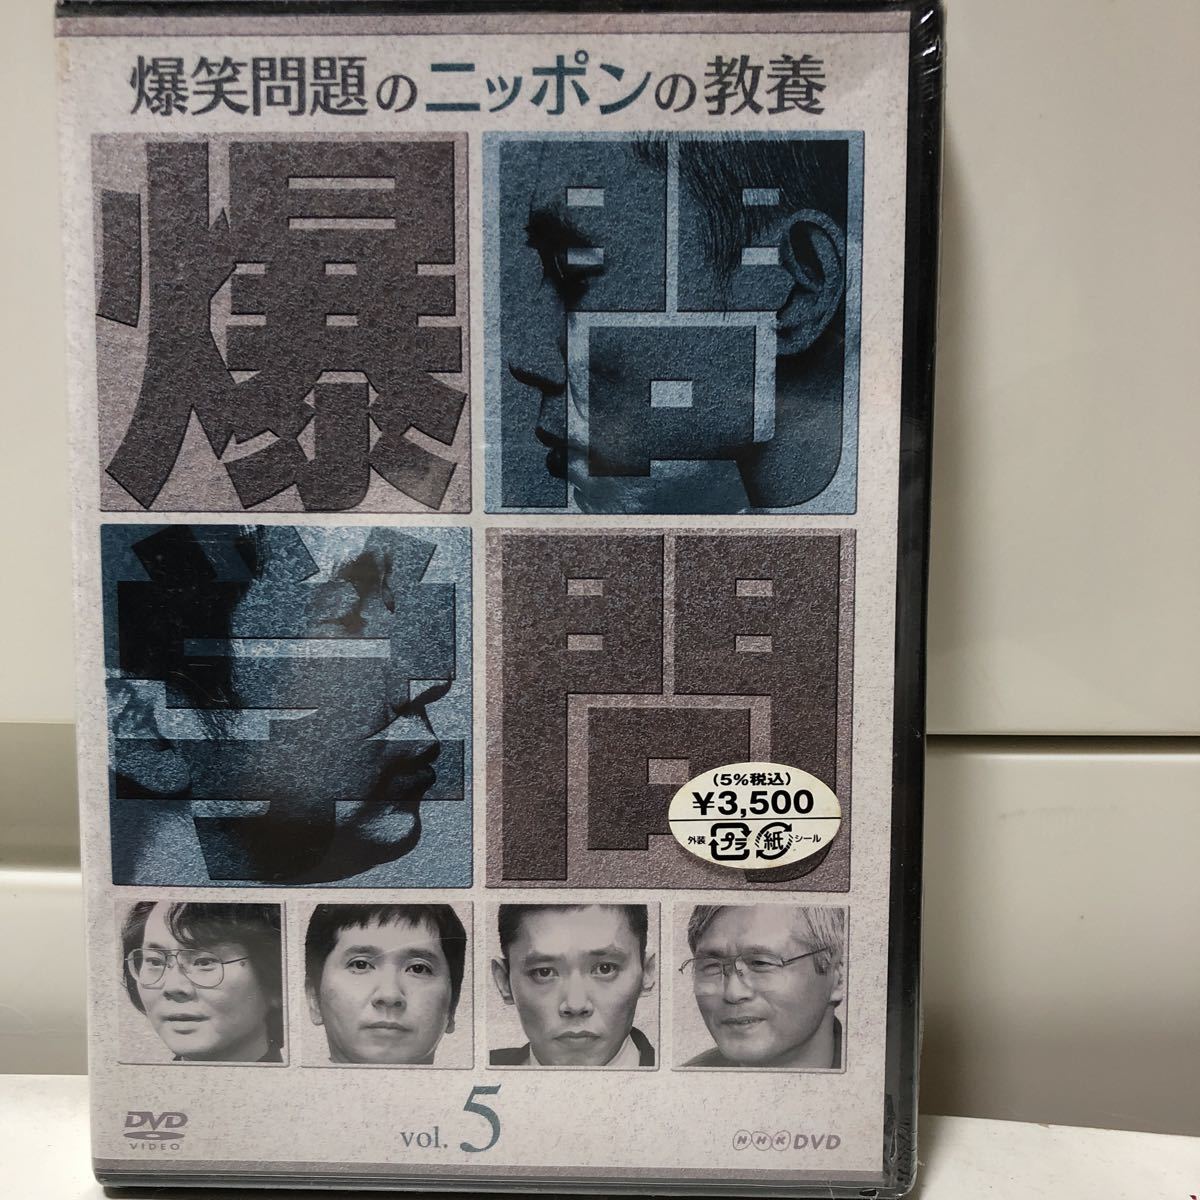 爆笑問題のニッポンの教養
爆問
学問
(5%税込)
¥3,500
外装 プラ 紙 シール
DVD
VIDEO
vol. 5
NHK DVD